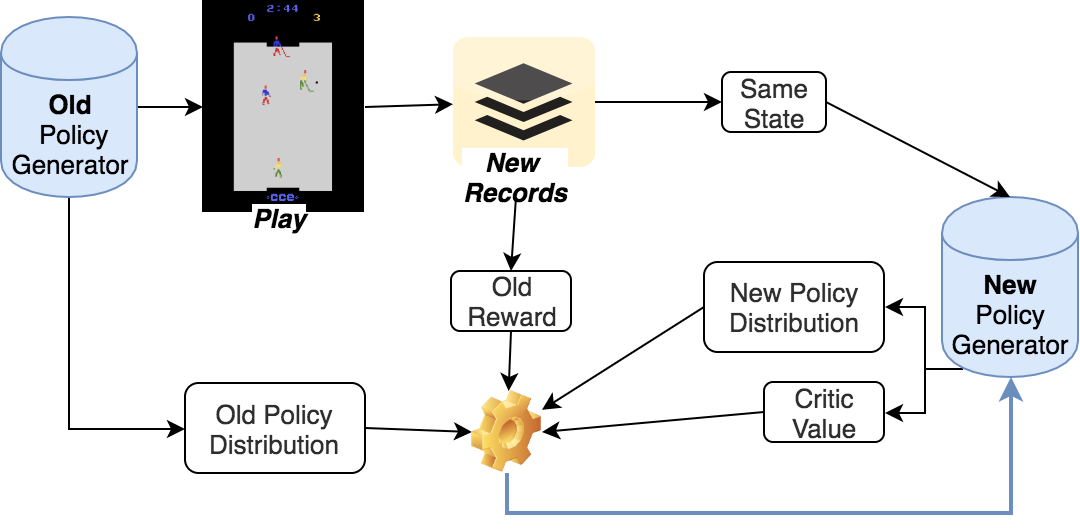 0 2:44 3
Old
Policy
Generator
cce
Play
New
Records
Same
State
Old
Reward
New Policy
Distribution
New
Policy
Generator
Old Policy
Distribution
Critic
Value